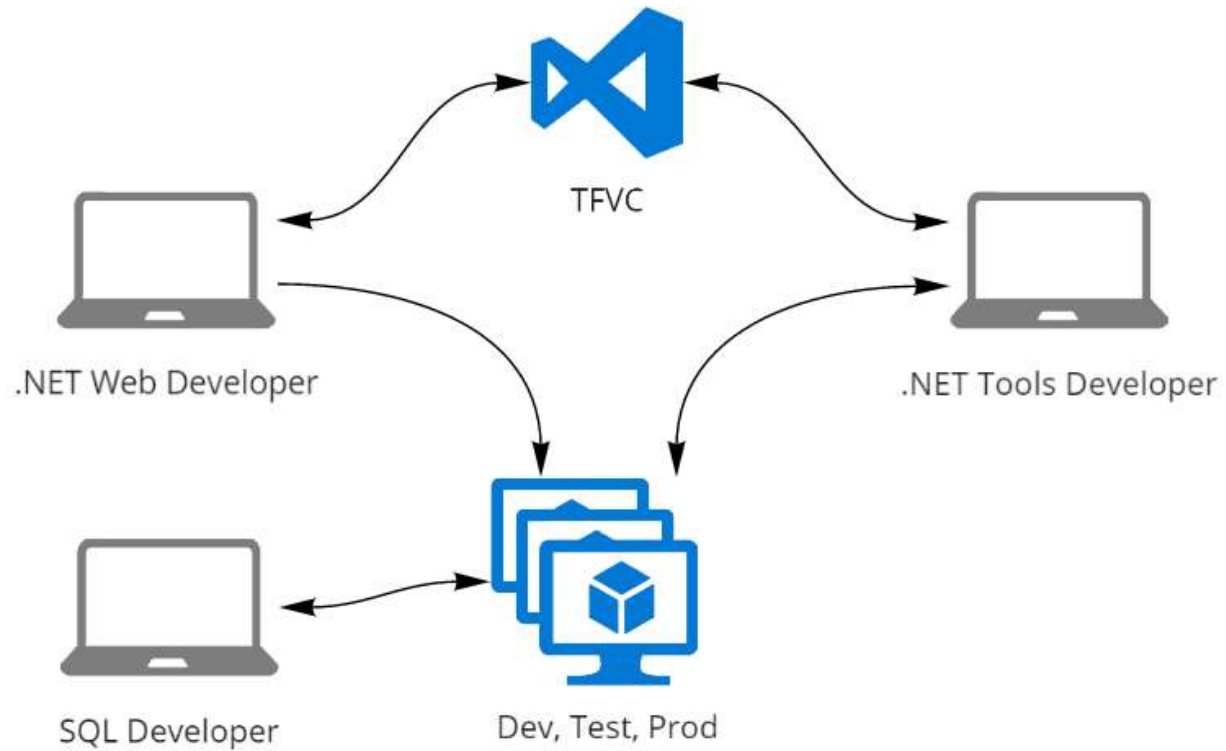 TFVC
.NET Web Developer
.NET Tools Developer
SQL Developer
Dev, Test, Prod